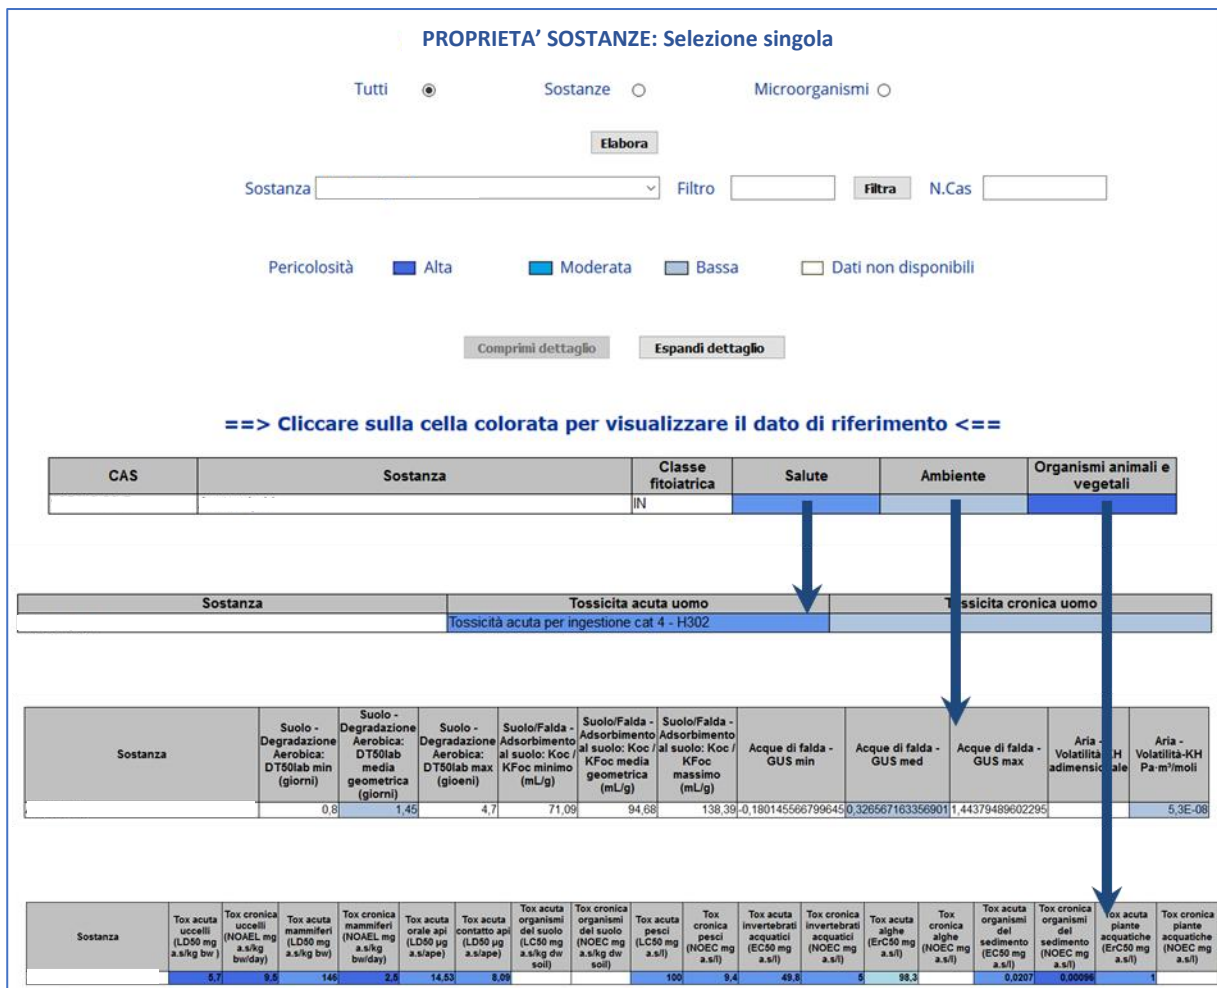 PROPRIETA’ SOSTANZE: Selezione singola
Tutti Sostanze Microorganismi
Elabora
Sostanza Filtro Filtra N.Cas
Pericolosità Alta Moderata Bassa Dati non disponibili
Comprimi dettaglio Espandi dettaglio
==> Cliccare sulla cella colorata per visualizzare il dato di riferimento <==
CAS Sostanza Classe fitoiatrica Salute Ambiente Organismi animali e vegetali
IN
Sostanza Tossicita acuta uomo Tossicita cronica uomo
Tossicità acuta per ingestione cat 4 - H302
Sostanza Suolo - Degradazione Aerobica: DT50lab min (giorni) Suolo - Degradazione Aerobica: DT50lab media geometrica (giorni) Suolo - Degradazione Aerobica: DT50lab max (gioeni) Suolo/Falda - Adsorbimento al suolo: Koc / KFoc minimo (mL/g) Suolo/Falda - Adsorbimento al suolo: Koc / KFoc media geometrica (mL/g) Suolo/Falda - Adsorbimento al suolo: Koc / KFoc massimo (mL/g) Acque di falda - GUS min Acque di falda - GUS med Acque di falda - GUS max Aria - Volatilità-KH adimensionale Aria - Volatilità-KH Pa·m³/moli
0,8 1,45 4,7 71,09 94,68 138,39 -0,180145566799645 0,326567163356901 1,44379489602295 5,3E-08
Sostanza Tox acuta uccelli (LD50 mg a.s/kg bw ) Tox cronica uccelli (NOAEL mg a.s/kg bw/day) Tox acuta mammiferi (LD50 mg a.s/kg bw) Tox cronica mammiferi (NOAEL mg a.s/kg bw/day) Tox acuta orale api (LD50 µg a.s/ape) Tox acuta contatto api (LD50 µg a.s/ape) Tox acuta organismi del suolo (LC50 mg a.s/kg dw soil) Tox cronica organismi del suolo (NOEC mg a.s/kg dw soil) Tox acuta pesci (LC50 mg a.s/l) Tox cronica pesci (NOEC mg a.s/l) Tox acuta invertebrati acquatici (EC50 mg a.s/l) Tox cronica invertebrati acquatici (NOEC mg a.s/l) Tox acuta alghe (ErC50 mg a.s/l) Tox cronica alghe (NOEC mg a.s/l) Tox acuta organismi del sedimento (EC50 mg a.s/l) Tox cronica organismi del sedimento (NOEC mg a.s/l) Tox acuta piante acquatiche (ErC50 mg a.s/l) Tox cronica piante acquatiche (NOEC mg a.s/l)
5,7 9,5 146 2,5 14,53 8,09 100 9,4 49,8 5 98,3 0,0207 0,00096 1